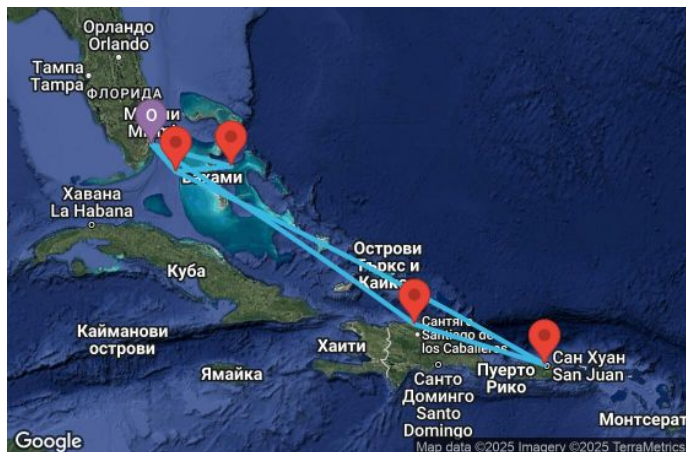 Орландо
Orlando
Тампа
Tampa
ФЛОРИДА
O
Хавана
La Habana
Куба
Острови
Търкс и
Кайманови
острови
Хаити
Ямайка
Сантяго
Santiago de
los Caballeros
Санто
Доминго
Santo
Domingo
Пуерто
Рико
Сан Хуан
San Juan
Монтсерат
Google
Map data ©2025 Imagery ©2025 TerraMetrics